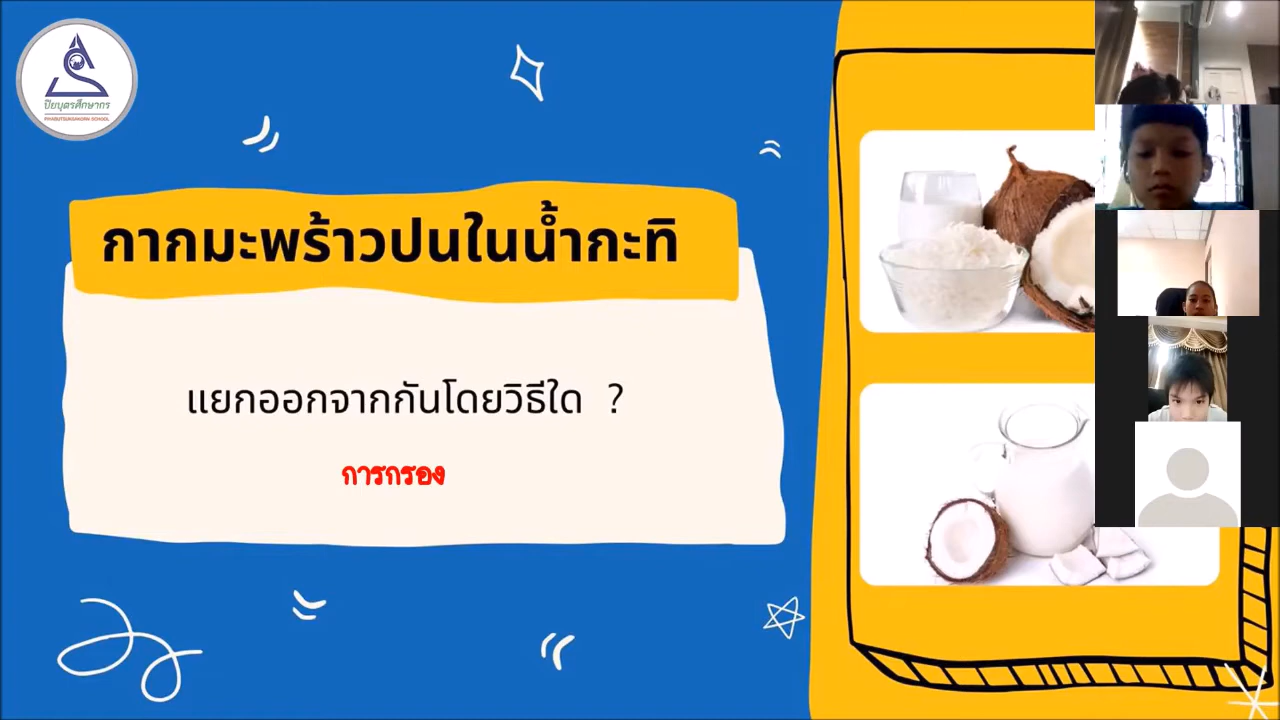 ปิยบุตรศึกษากร
PIYABUTSUKSAKORN SCHOOL
กากมะพร้าวปนในน้ำกะทิ
แยกออกจากกันโดยวิธีใด ?
การกรอง